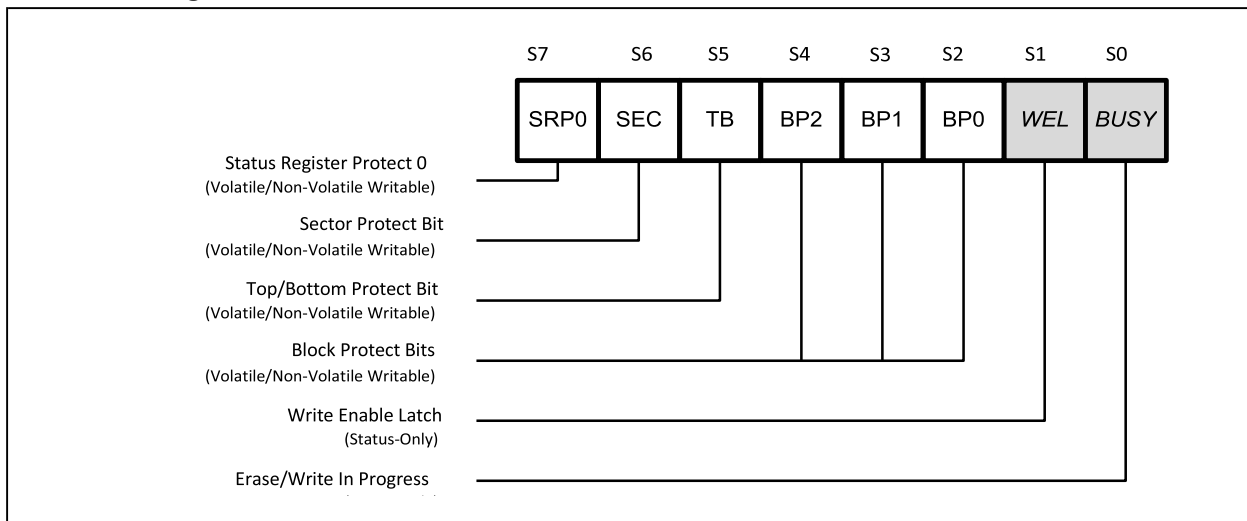 S7 S6 S5 S4 S3 S2 S1 S0
SRP0 SEC TB BP2 BP1 BP0 WEL BUSY
Status Register Protect 0
(Volatile/Non-Volatile Writable)
Sector Protect Bit
(Volatile/Non-Volatile Writable)
Top/Bottom Protect Bit
(Volatile/Non-Volatile Writable)
Block Protect Bits
(Volatile/Non-Volatile Writable)
Write Enable Latch
(Status-Only)
Erase/Write In Progress